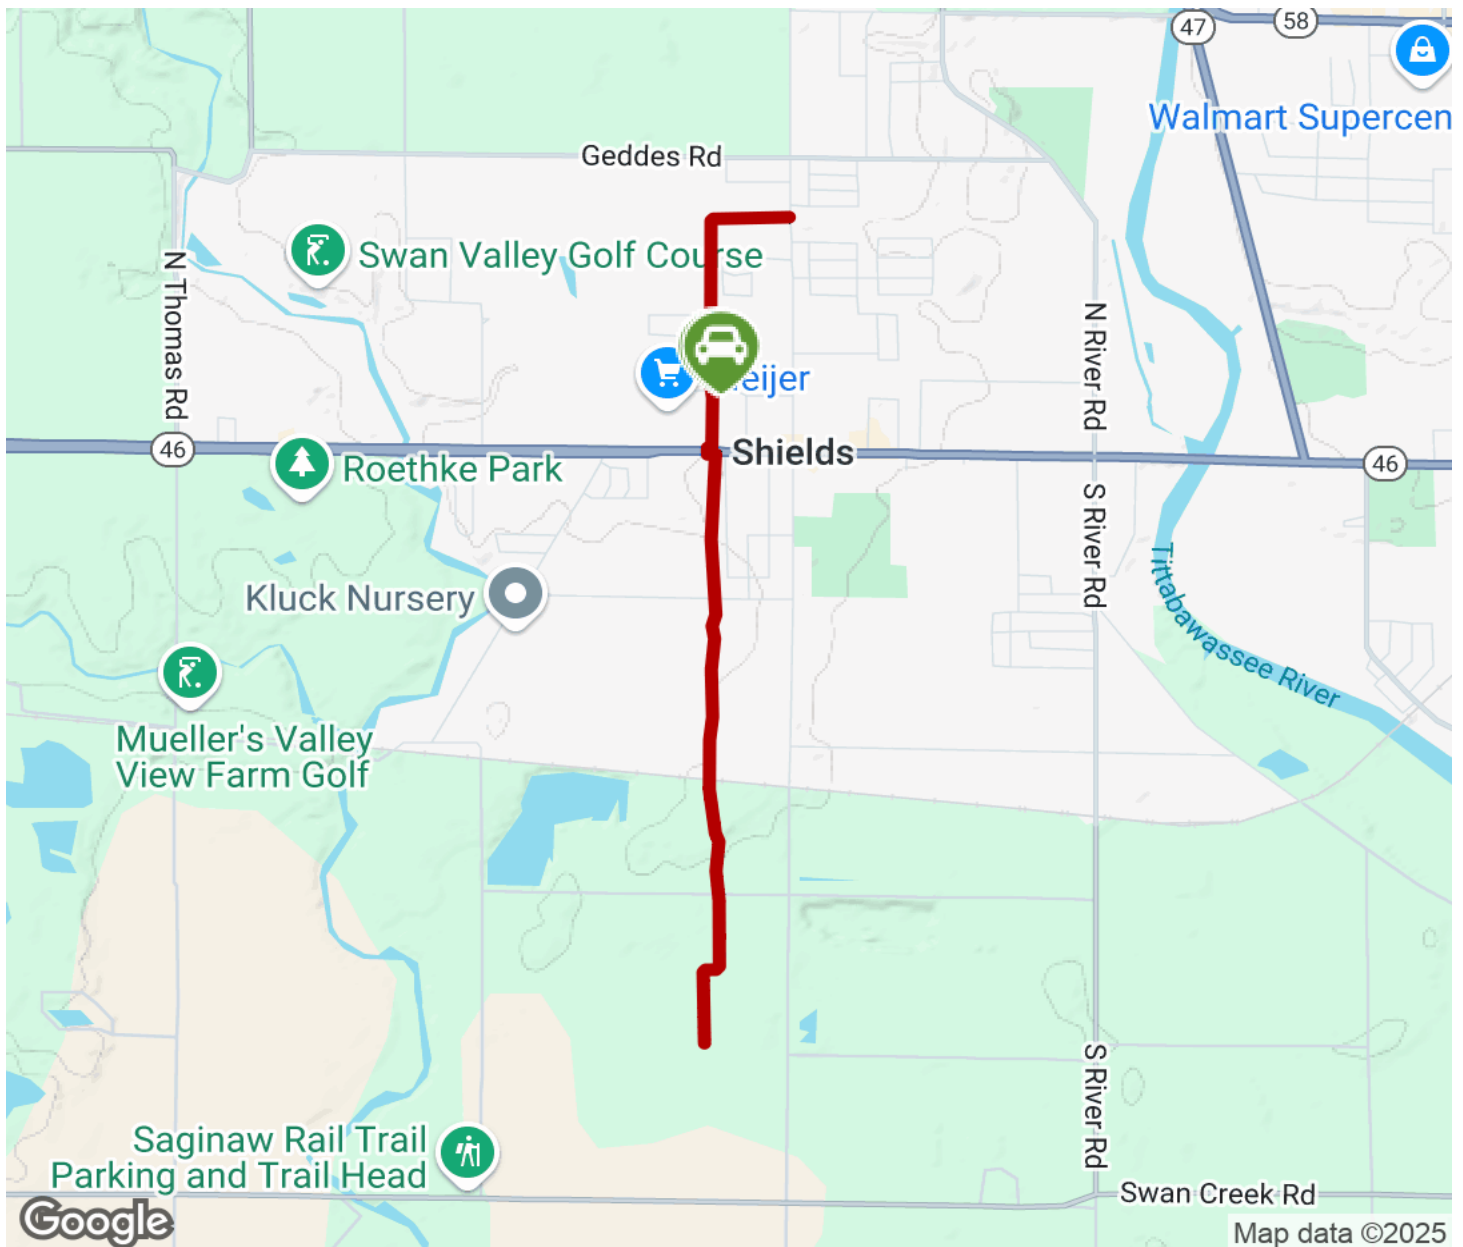 47
58
Walmart Supercen
Geddes Rd
Swan Valley Golf Course
N Thomas Rd
N River Rd
eijer
46
Shields
46
Roethke Park
S River Rd
Kluck Nursery
Tittabawassee River
Mueller's Valley
View Farm Golf
S River Rd
Saginaw Rail Trail
Parking and Trail Head
Swan Creek Rd
Google
Map data ©2025